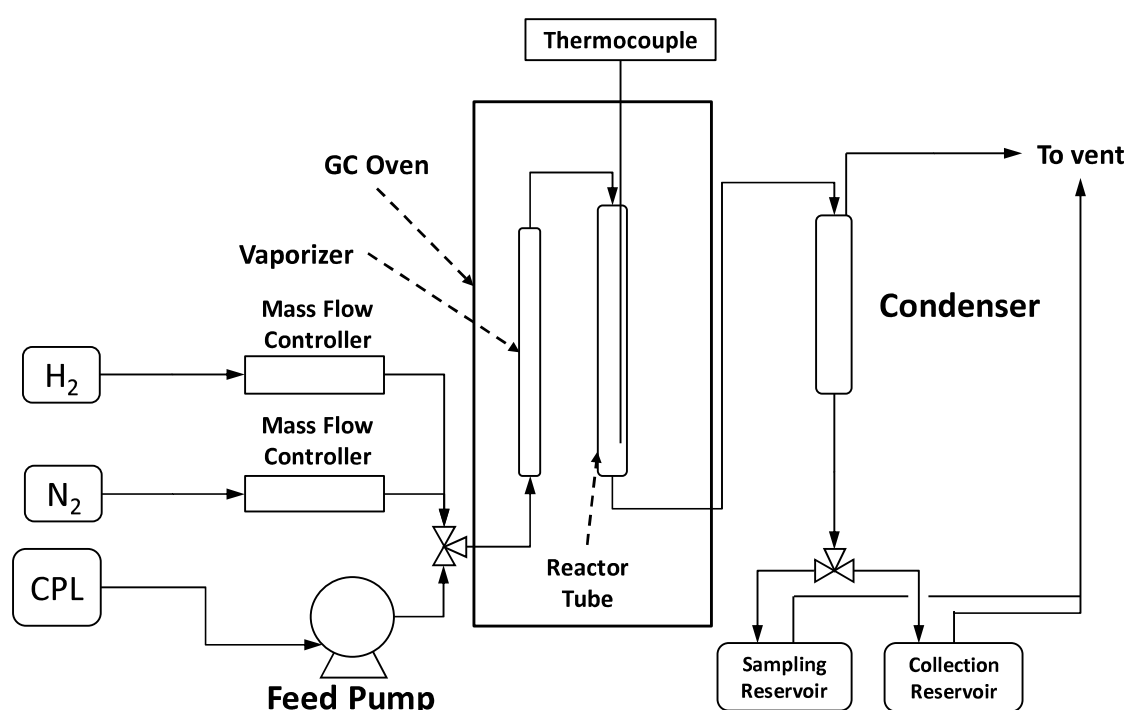 Thermocouple
GC Oven
To vent
Vaporizer
Condenser
Mass Flow
Controller
H2
Mass Flow
Controller
N2
CPL
Reactor
Tube
Feed Pump
Sampling
Reservoir
Collection
Reservoir